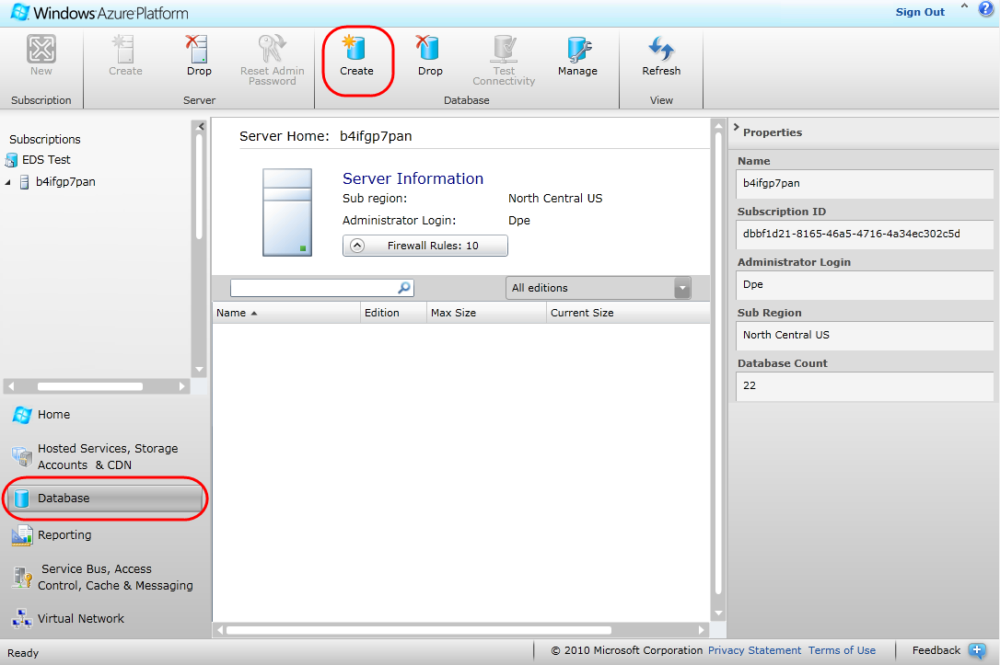 Windows Azure Platform
Sign Out
New
Create
Drop
Reset Admin
Password
Create
Drop
Test
Connectivity
Manage
Refresh
Subscription
Server
Database
View
Subscriptions
EDS Test
b4ifgp7pan
Home
Hosted Services, Storage
Accounts & CDN
Database
Reporting
Service Bus, Access
Control, Cache & Messaging
Virtual Network
Server Home: b4ifgp7pan
Server Information
Sub region: North Central US
Administrator Login: Dpe
Firewall Rules: 10
All editions
Name Edition Max Size Current Size
Properties
Name
b4ifgp7pan
Subscription ID
dbbf1d21-8165-46a5-4716-4a34ec302c5d
Administrator Login
Dpe
Sub Region
North Central US
Database Count
22
Ready
© 2010 Microsoft Corporation Privacy Statement Terms of Use
Feedback